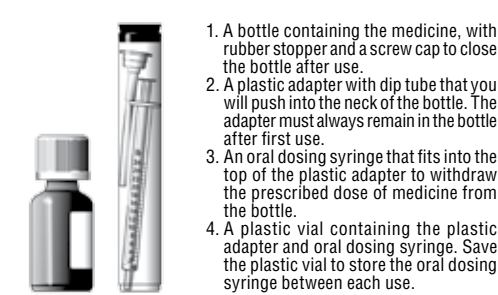 1. A bottle containing the medicine, with
rubber stopper and a screw cap to close
the bottle after use.
2. A plastic adapter with dip tube that you
will push into the neck of the bottle. The
adapter must always remain in the bottle
after first use.
3. An oral dosing syringe that fits into the
top of the plastic adapter to withdraw
the prescribed dose of medicine from
the bottle.
4. A plastic vial containing the plastic
adapter and oral dosing syringe. Save
the plastic vial to store the oral dosing
syringe between each use.